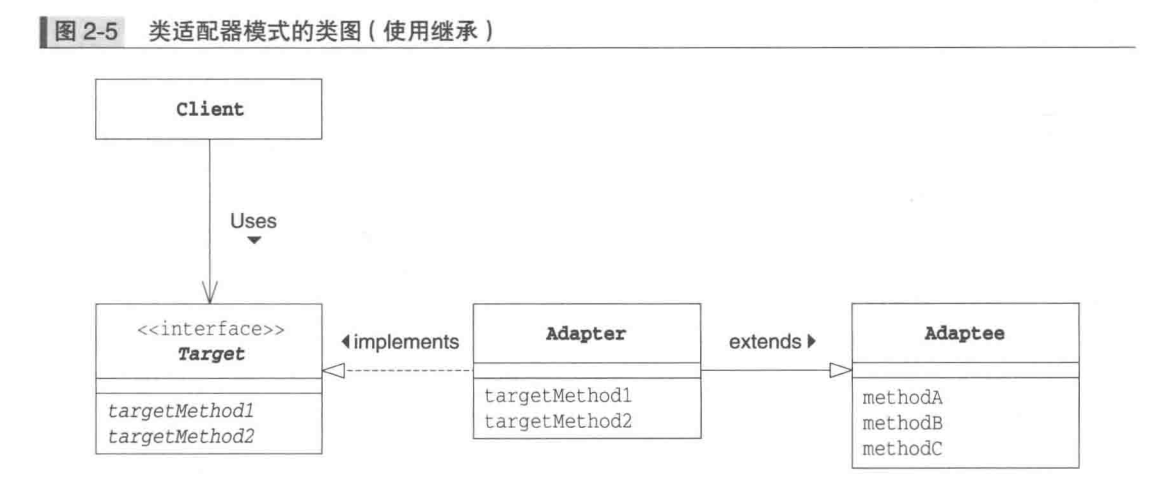 图 2-5 类适配器模式的类图（使用继承）
Client
Uses
<<interface>>
Target
targetMethod1
targetMethod2
implements
Adapter
targetMethod1
targetMethod2
extends
Adaptee
methodA
methodB
methodC